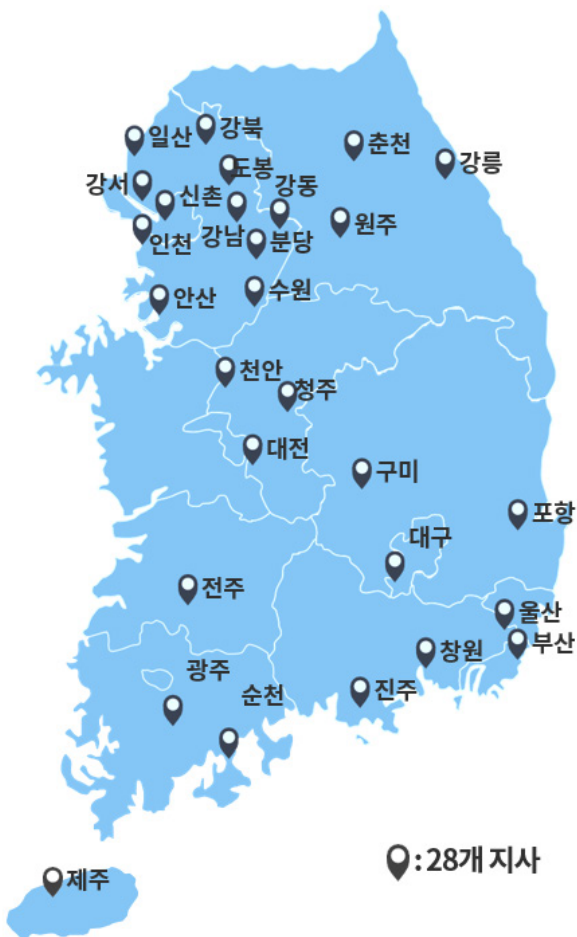 강북
일산
도봉
춘천
강릉
강서
신촌
강동
강남
원주
인천
분당
안산
수원
천안
청주
대전
구미
포항
대구
전주
울산
부산
창원
광주
진주
순천
제주
: 28개 지사